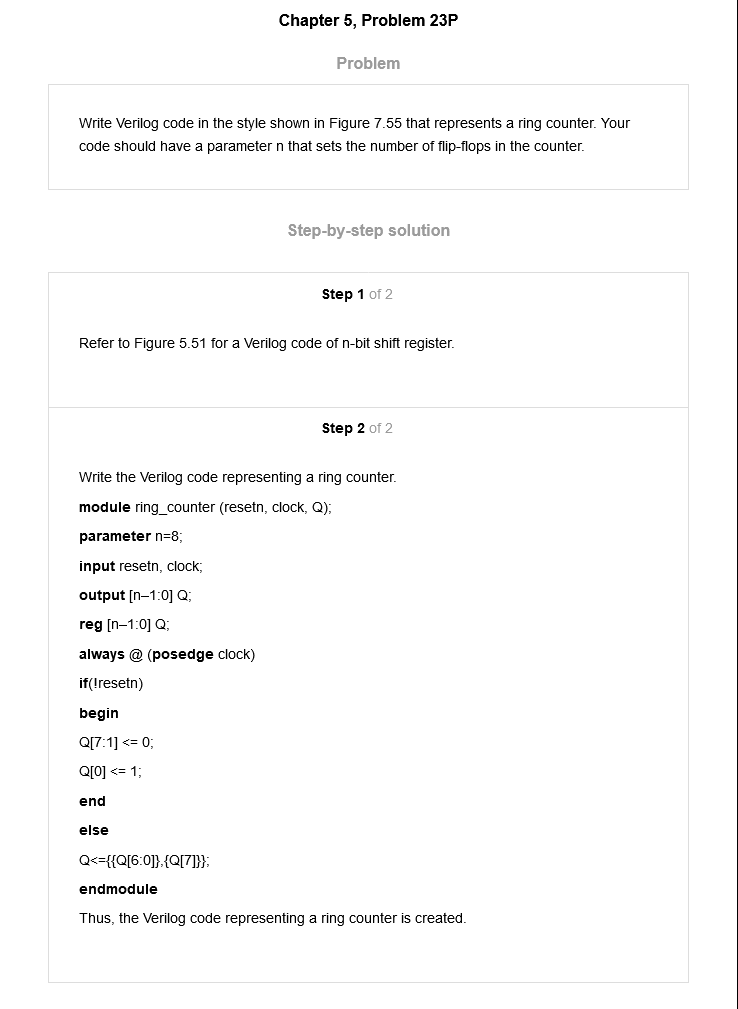 Chapter 5, Problem 23P
Problem
Write Verilog code in the style shown in Figure 7.55 that represents a ring counter. Your
code should have a parameter n that sets the number of flip-flops in the counter.
Step-by-step solution
Step 1 of 2
Refer to Figure 5.51 for a Verilog code of n-bit shift register.
Step 2 of 2
Write the Verilog code representing a ring counter.
module ring_counter (resetn, clock, Q);
parameter n=8;
input resetn, clock;
output [n–1:0] Q;
reg [n–1:0] Q;
always @ (posedge clock)
if(!resetn)
begin
Q[7:1] <= 0;
Q[0] <= 1;
end
else
Q<={{Q[6:0]},{Q[7]}};
endmodule
Thus, the Verilog code representing a ring counter is created.